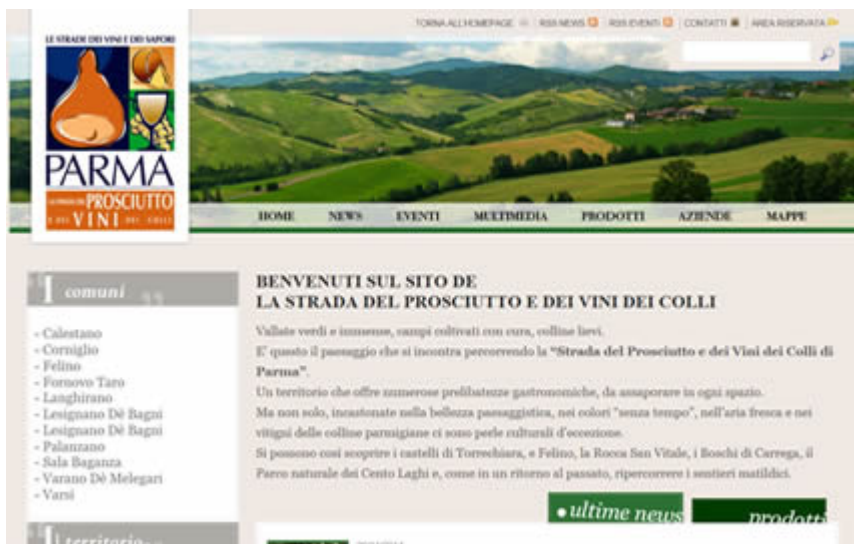 TORNA ALL'HOMEPAGE | RSS NEWS | RSS EVENTI | CONTATTI | AREA RISERVATA
LE STRADE DEI VINI E DEI SAPORI
PARMA
LA STRADA DEL PROSCIUTTO
E DEI VINI DEI COLLI
HOME NEWS EVENTI MULTIMEDIA PRODOTTI AZIENDE MAPPE
I comuni
- Calestano
- Corniglio
- Felino
- Fornovo Taro
- Langhirano
- Lesignano Dè Bagni
- Lesignano Dè Bagni
- Palanzano
- Sala Baganza
- Varano Dè Melegari
- Varsi
Il territorio
BENVENUTI SUL SITO DE
LA STRADA DEL PROSCIUTTO E DEI VINI DEI COLLI
Vallate verdi e immense, campi coltivati con cura, colline lievi.
E' questo il paesaggio che si incontra percorrendo la "Strada del Prosciutto e dei Vini dei Colli di
Parma".
Un territorio che offre numerose prelibatezze gastronomiche, da assaporare in ogni spazio.
Ma non solo, incastonate nella bellezza paesaggistica, nei colori "senza tempo", nell'aria fresca e nei
vitigni delle colline parmigiane ci sono perle culturali d'eccezione.
Si possono così scoprire i castelli di Torrechiara, e Felino, la Rocca San Vitale, i Boschi di Carrega, il
Parco naturale dei Cento Laghi e, come in un ritorno al passato, ripercorrere i sentieri matildici.
ultime news
prodotti